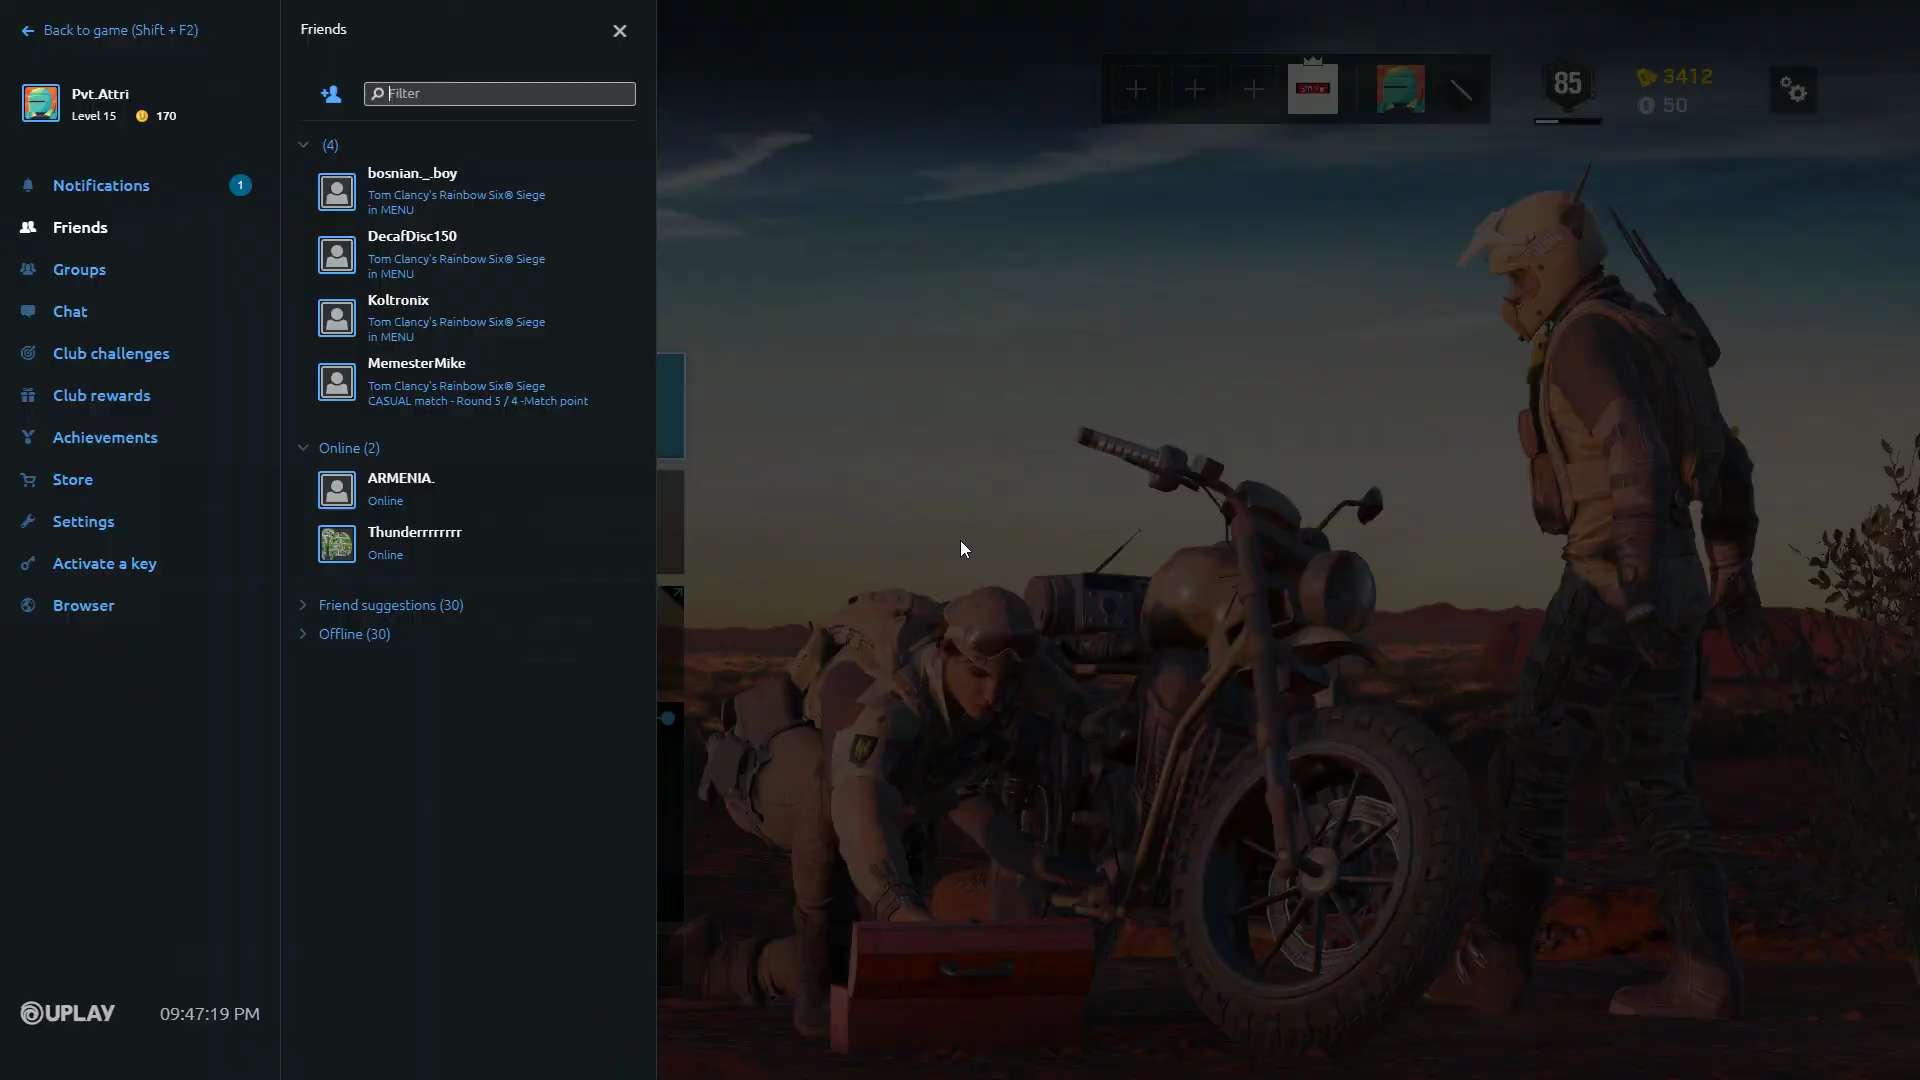 Back to game (Shift + F2)
Pvt.Attri
Level 15 170
Notifications 1
Friends
Groups
Chat
Club challenges
Club rewards
Achievements
Store
Settings
Activate a key
Browser
UPLAY 09:47:19 PM
Friends
Filter
(4)
bosnian._.boy
Tom Clancy's Rainbow Six® Siege
in MENU
DecafDisc150
Tom Clancy's Rainbow Six® Siege
in MENU
Koltronix
Tom Clancy's Rainbow Six® Siege
in MENU
MemesterMike
Tom Clancy's Rainbow Six® Siege
CASUAL match - Round 5 / 4 -Match point
Online (2)
ARMENIA.
Online
Thunderrrrrrrr
Online
Friend suggestions (30)
Offline (30)
85
3412
50